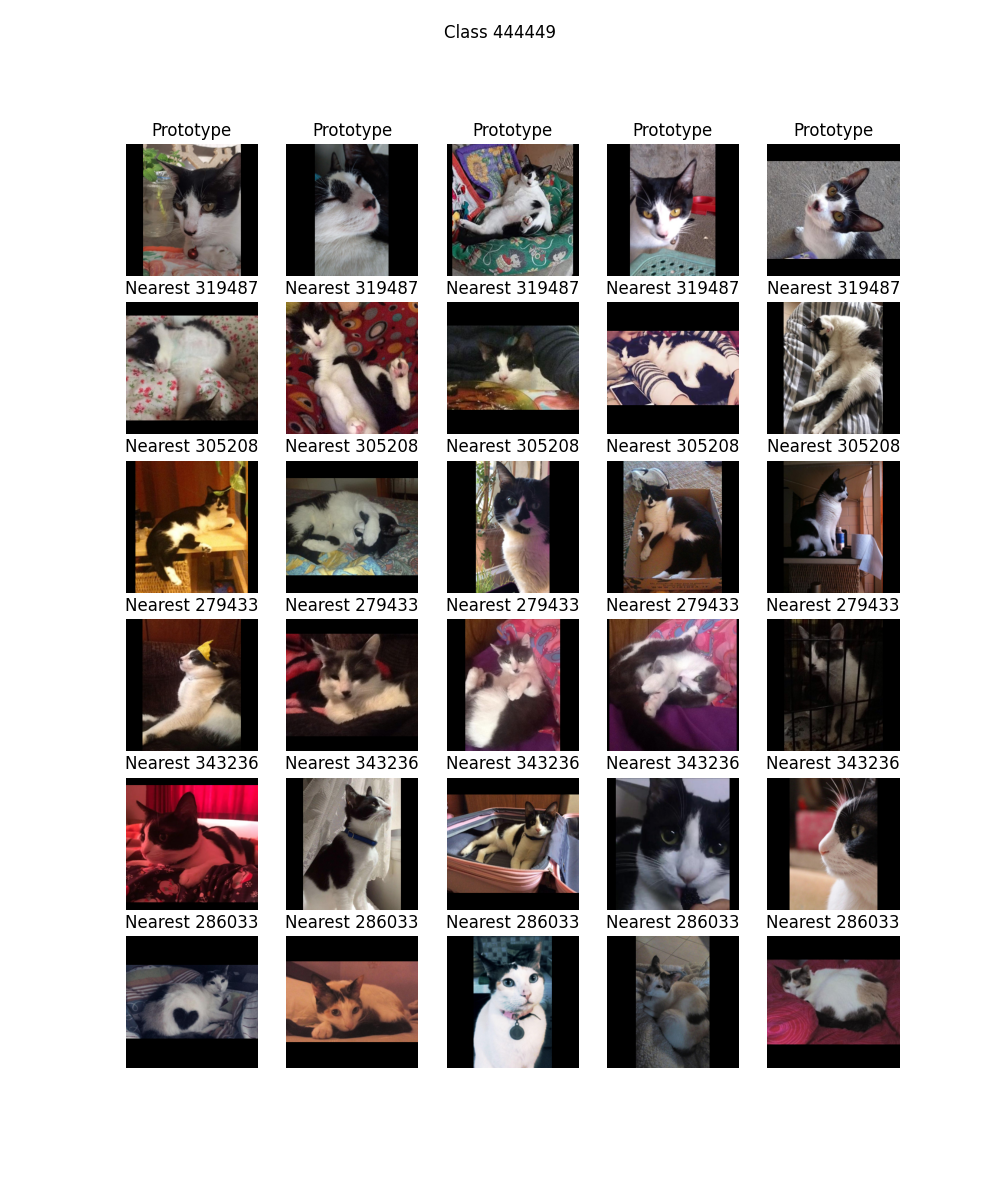 Class 444449
Prototype Prototype Prototype Prototype Prototype
Nearest 319487 Nearest 319487 Nearest 319487 Nearest 319487 Nearest 319487
Nearest 305208 Nearest 305208 Nearest 305208 Nearest 305208 Nearest 305208
Nearest 279433 Nearest 279433 Nearest 279433 Nearest 279433 Nearest 279433
Nearest 343236 Nearest 343236 Nearest 343236 Nearest 343236 Nearest 343236
Nearest 286033 Nearest 286033 Nearest 286033 Nearest 286033 Nearest 286033